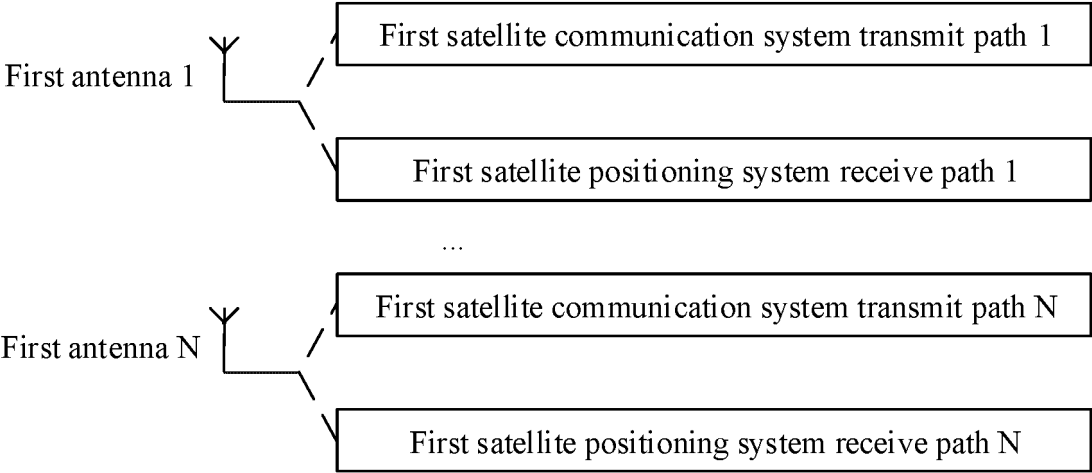 First satellite communication system transmit path 1
First antenna 1
First satellite positioning system receive path 1
...
First satellite communication system transmit path N
First antenna N
First satellite positioning system receive path N